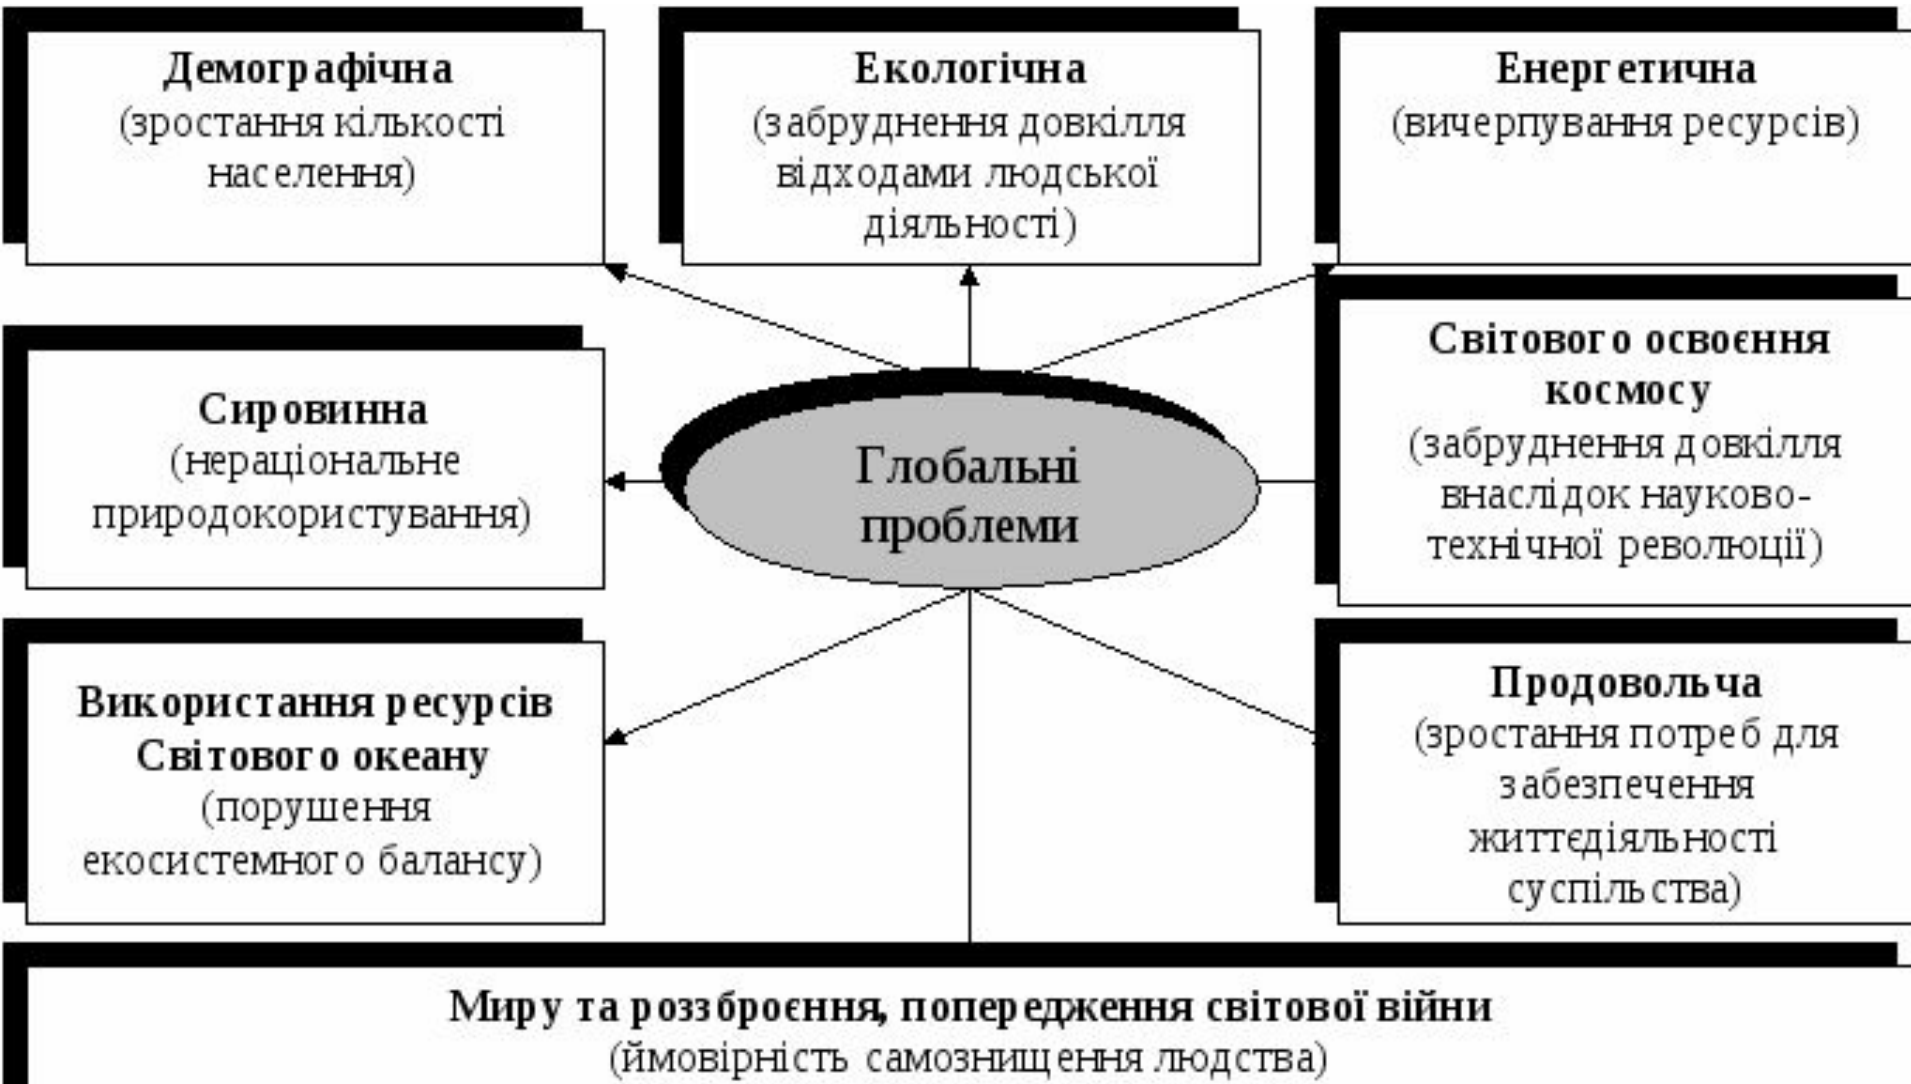 Демографічна
(зростання кількості
населення)
Екологічна
(забруднення довкілля
відходами людської
діяльності)
Енергетична
(вичерпування ресурсів)
Сировинна
(нераціональне
природокористування)
Глобальні
проблеми
Світового освоєння
космосу
(забруднення довкілля
внаслідок науково-
технічної революції)
Використання ресурсів
Світового океану
(порушення
екосистемного балансу)
Продовольча
(зростання потреб для
забезпечення
життєдіяльності
суспільства)
Миру та роззброєння, попередження світової війни
(ймовірність самознищення людства)